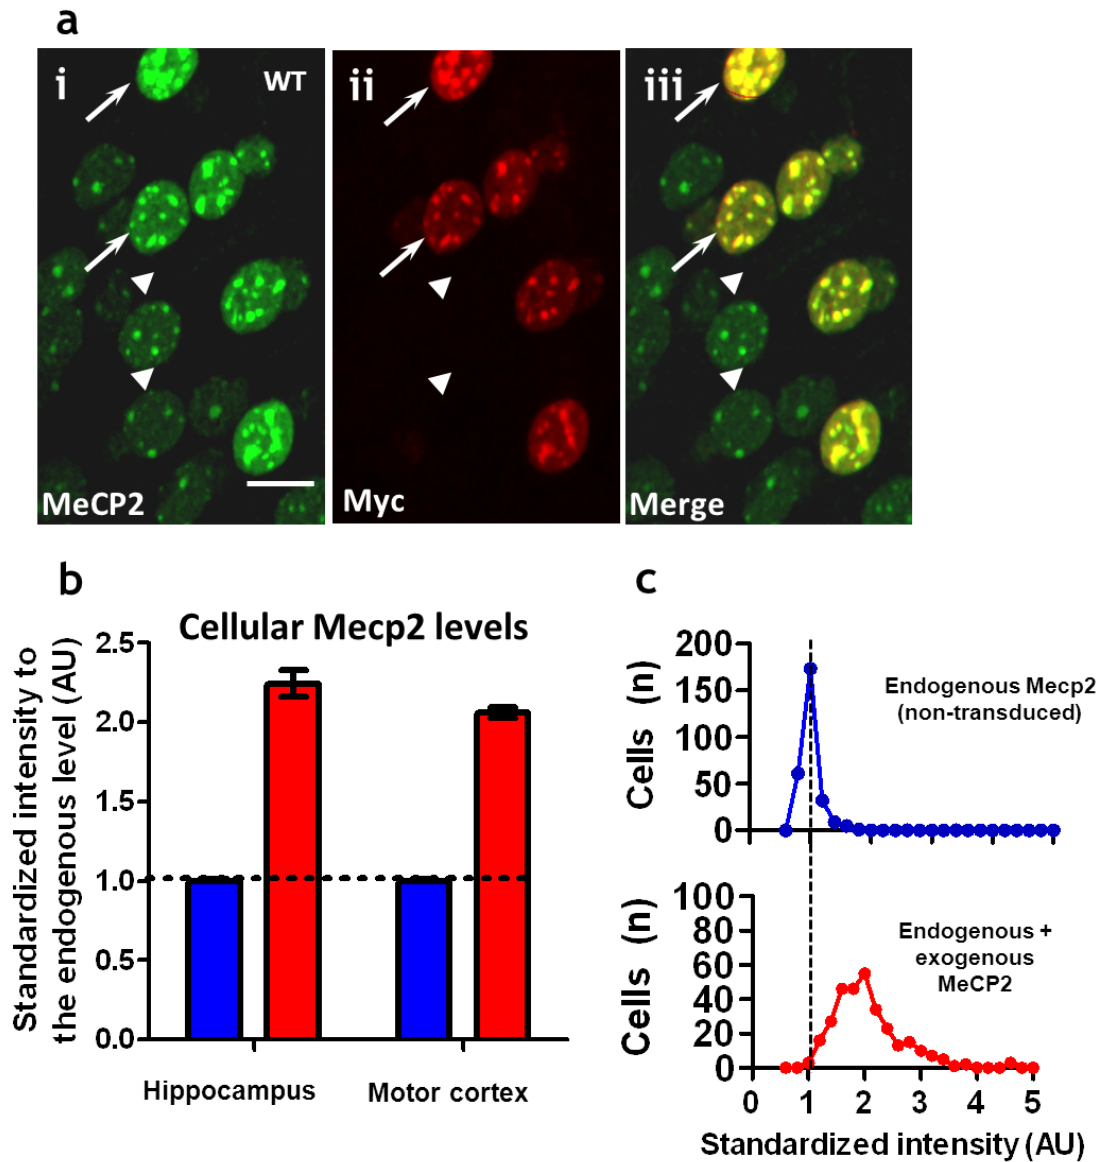 a
i
WT
ii
iii
MeCP2
Myc
Merge
b
Cellular Mecp2 levels
Standardized intensity to
the endogenous level (AU)
2.5
2.0
1.5
1.0
0.5
0.0
Hippocampus
Motor cortex
c
Cells (n)
200
150
100
50
0
Endogenous Mecp2
(non-transduced)
Cells (n)
100
80
60
40
20
0
Endogenous +
exogenous
MeCP2
0 1 2 3 4 5
Standardized intensity (AU)